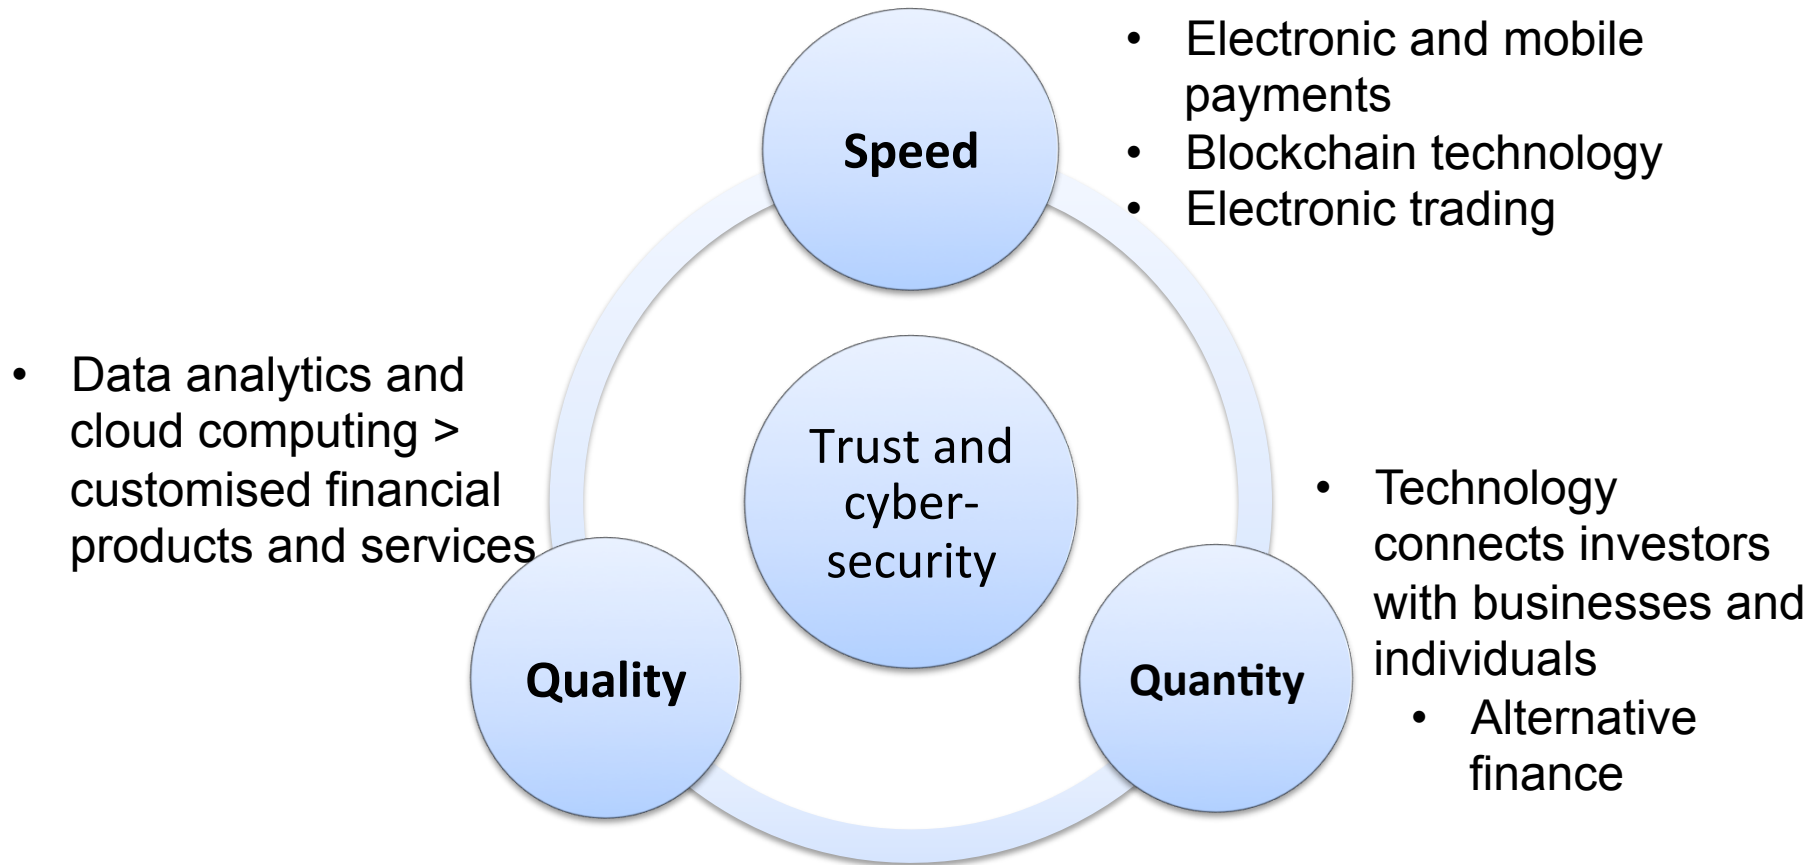 Speed
• Electronic and mobile
payments
• Blockchain technology
• Electronic trading
• Data analytics and
cloud computing >
customised financial
products and services
Trust and
cyber-
security
Quality
Quantity
• Technology
connects investors
with businesses and
individuals
• Alternative
finance